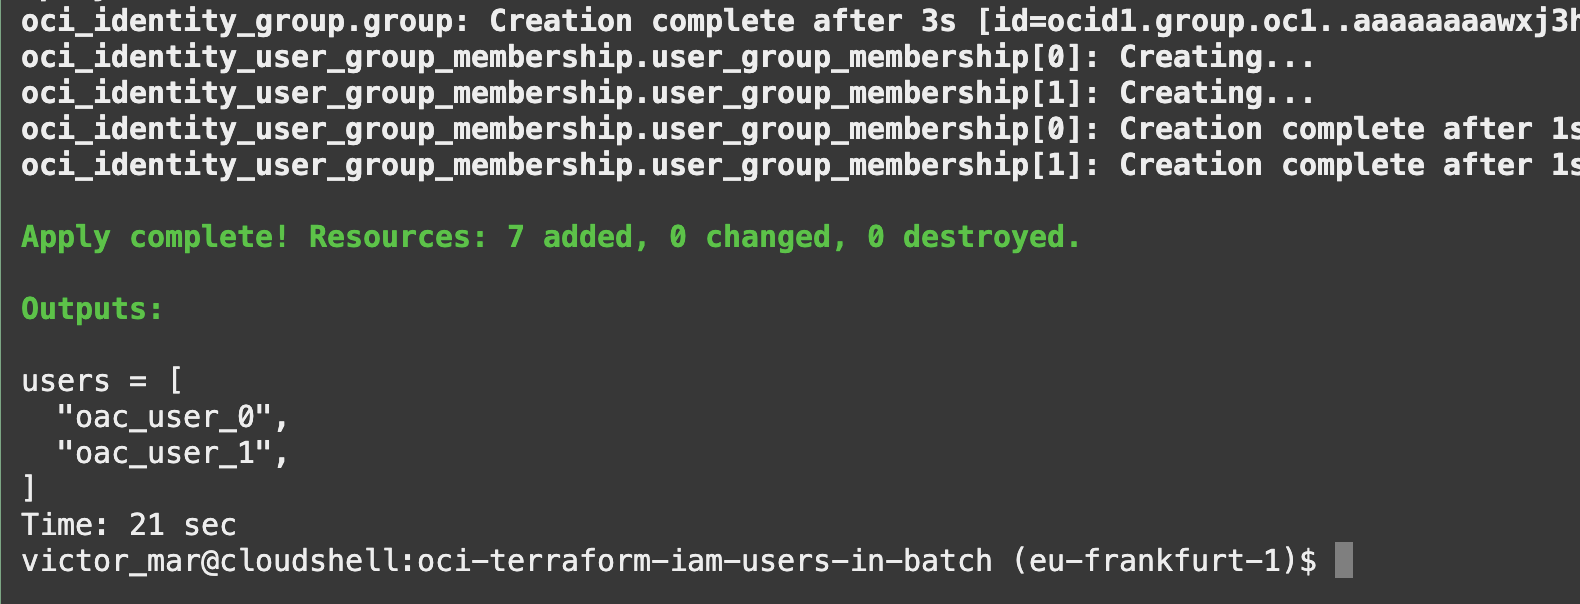 oci_identity_group.group: Creation complete after 3s [id=ocid1.group.oc1..aaaaaaaawxj3h
oci_identity_user_group_membership.user_group_membership[0]: Creating...
oci_identity_user_group_membership.user_group_membership[1]: Creating...
oci_identity_user_group_membership.user_group_membership[0]: Creation complete after 1s
oci_identity_user_group_membership.user_group_membership[1]: Creation complete after 1s
Apply complete! Resources: 7 added, 0 changed, 0 destroyed.
Outputs:
users = [
  "oac_user_0",
  "oac_user_1",
]
Time: 21 sec
victor_mar@cloudshell:oci-terraform-iam-users-in-batch (eu-frankfurt-1)$